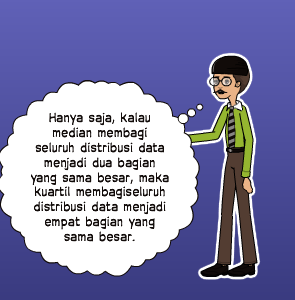 Hanya saja, kalau
median membagi
seluruh distribusi data
menjadi dua bagian
yang sama besar, maka
kuartil membagiseluruh
distribusi data menjadi
empat bagian yang
sama besar.